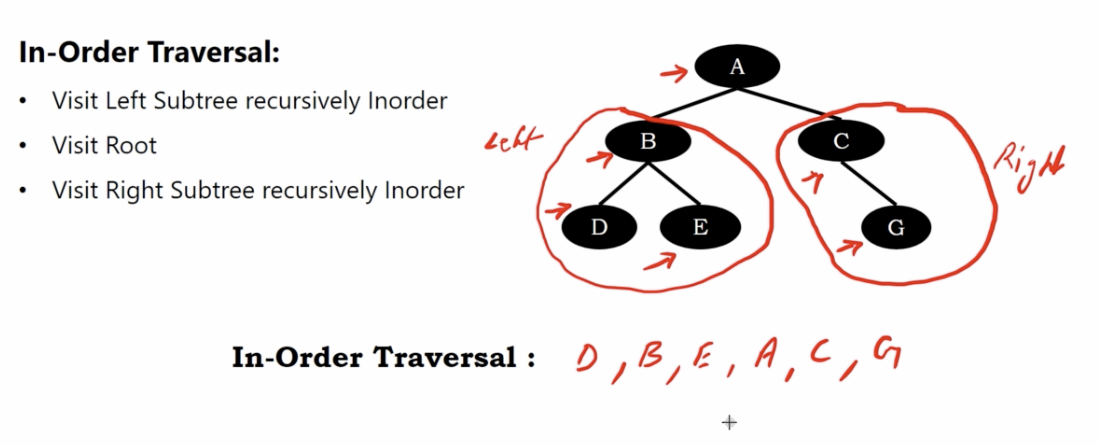 In-Order Traversal:
• Visit Left Subtree recursively Inorder
• Visit Root
• Visit Right Subtree recursively Inorder
A
Left
B
C
Right
D
E
G
In-Order Traversal : D, B, E, A, C, G